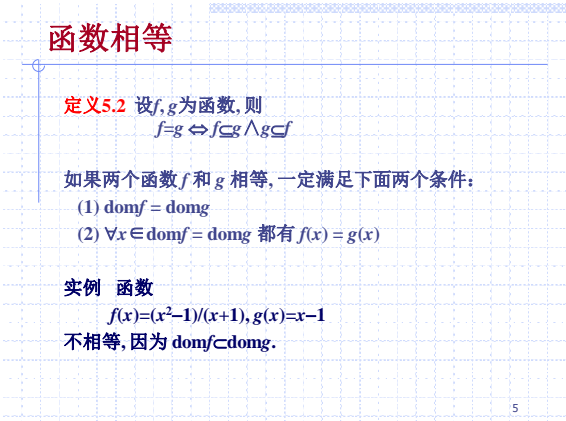 函数相等
定义5.2 设f, g为函数, 则
f=g ⇔ f⊆g∧g⊆f
如果两个函数 f 和 g 相等, 一定满足下面两个条件：
(1) domf = domg
(2) ∀x∈domf = domg 都有 f(x) = g(x)
实例 函数
f(x)=(x²−1)/(x+1), g(x)=x−1
不相等, 因为 domf⊂domg.
5